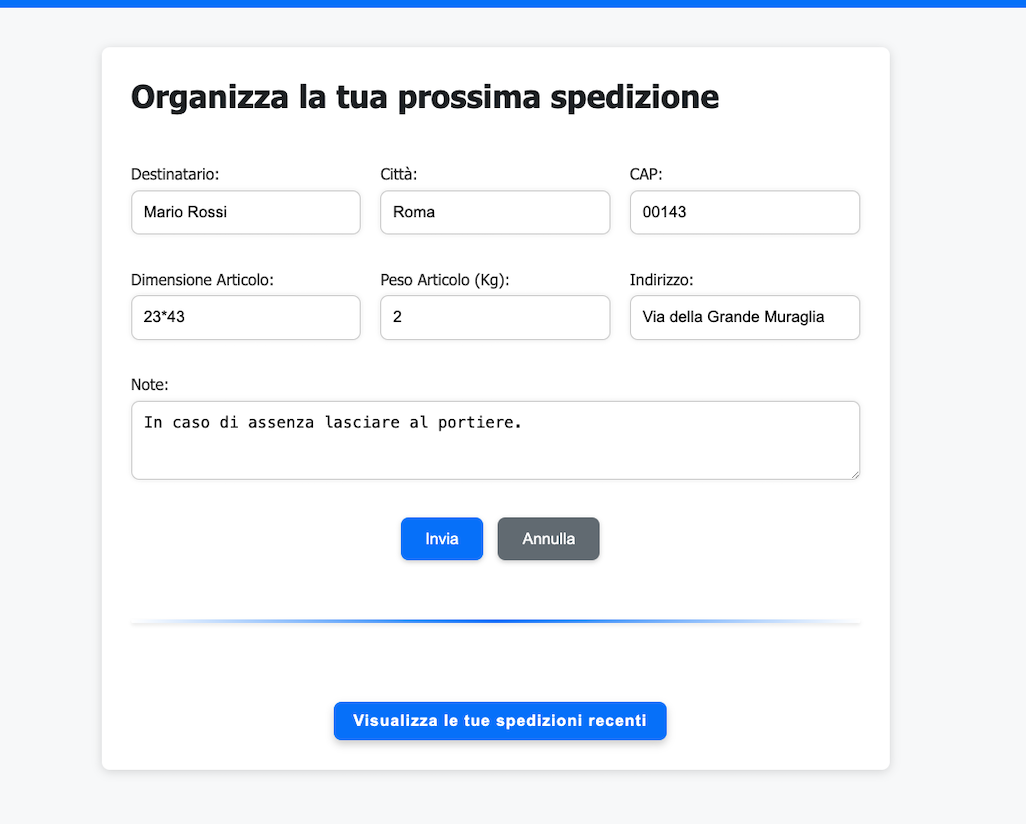 Organizza la tua prossima spedizione
Destinatario: Città: CAP:
Mario Rossi Roma 00143
Dimensione Articolo: Peso Articolo (Kg): Indirizzo:
23*43 2 Via della Grande Muraglia
Note:
In caso di assenza lasciare al portiere.
Invia Annulla
Visualizza le tue spedizioni recenti